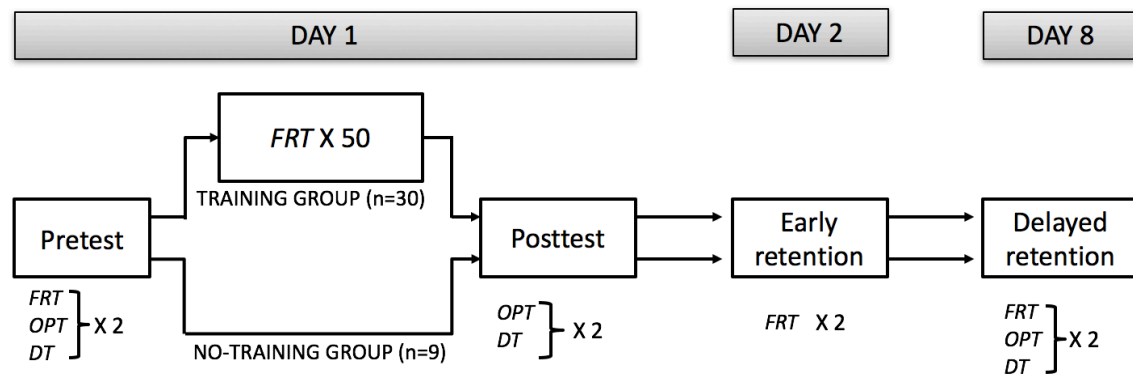 DAY 1
DAY 2
DAY 8
FRT X 50
TRAINING GROUP (n=30)
Pretest
Posttest
Early
retention
Delayed
retention
FRT
OPT
DT
X 2
OPT
DT
X 2
FRT X 2
FRT
OPT
DT
X 2
NO-TRAINING GROUP (n=9)